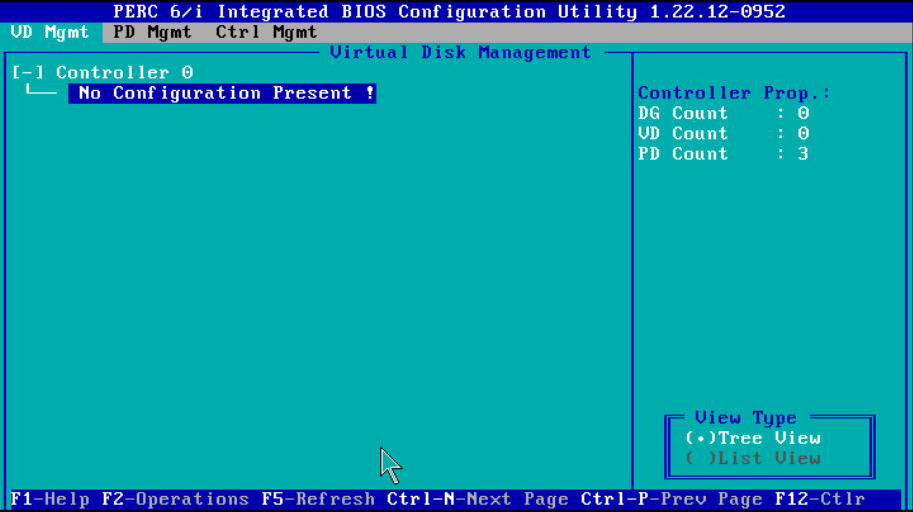 PERC 6/i Integrated BIOS Configuration Utility 1.22.12-0952
VD Mgmt PD Mgmt Ctrl Mgmt
Virtual Disk Management
[-] Controller 0
No Configuration Present !
Controller Prop.:
DG Count : 0
VD Count : 0
PD Count : 3
View Type
(•)Tree View
( )List View
F1-Help F2-Operations F5-Refresh Ctrl-N-Next Page Ctrl-P-Prev Page F12-Ctlr